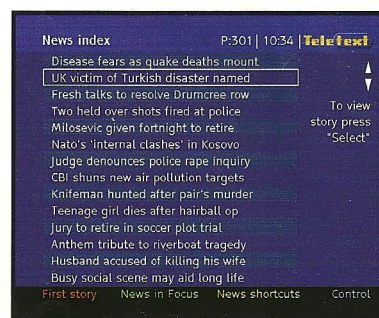 News index P:301 | 10:34 | Teletext
Disease fears as quake deaths mount
UK victim of Turkish disaster named
Fresh talks to resolve Drumcree row
Two held over shots fired at police
Milosevic given fortnight to retire
Nato's 'internal clashes' in Kosovo
Judge denounces police rape inquiry
CBI shuns new air pollution targets
Knifeman hunted after pair's murder
Teenage girl dies after hairball op
Jury to retire in soccer plot trial
Anthem tribute to riverboat tragedy
Husband accused of killing his wife
Busy social scene may aid long life
To view
story press
"Select"
First story News in Focus News shortcuts Control